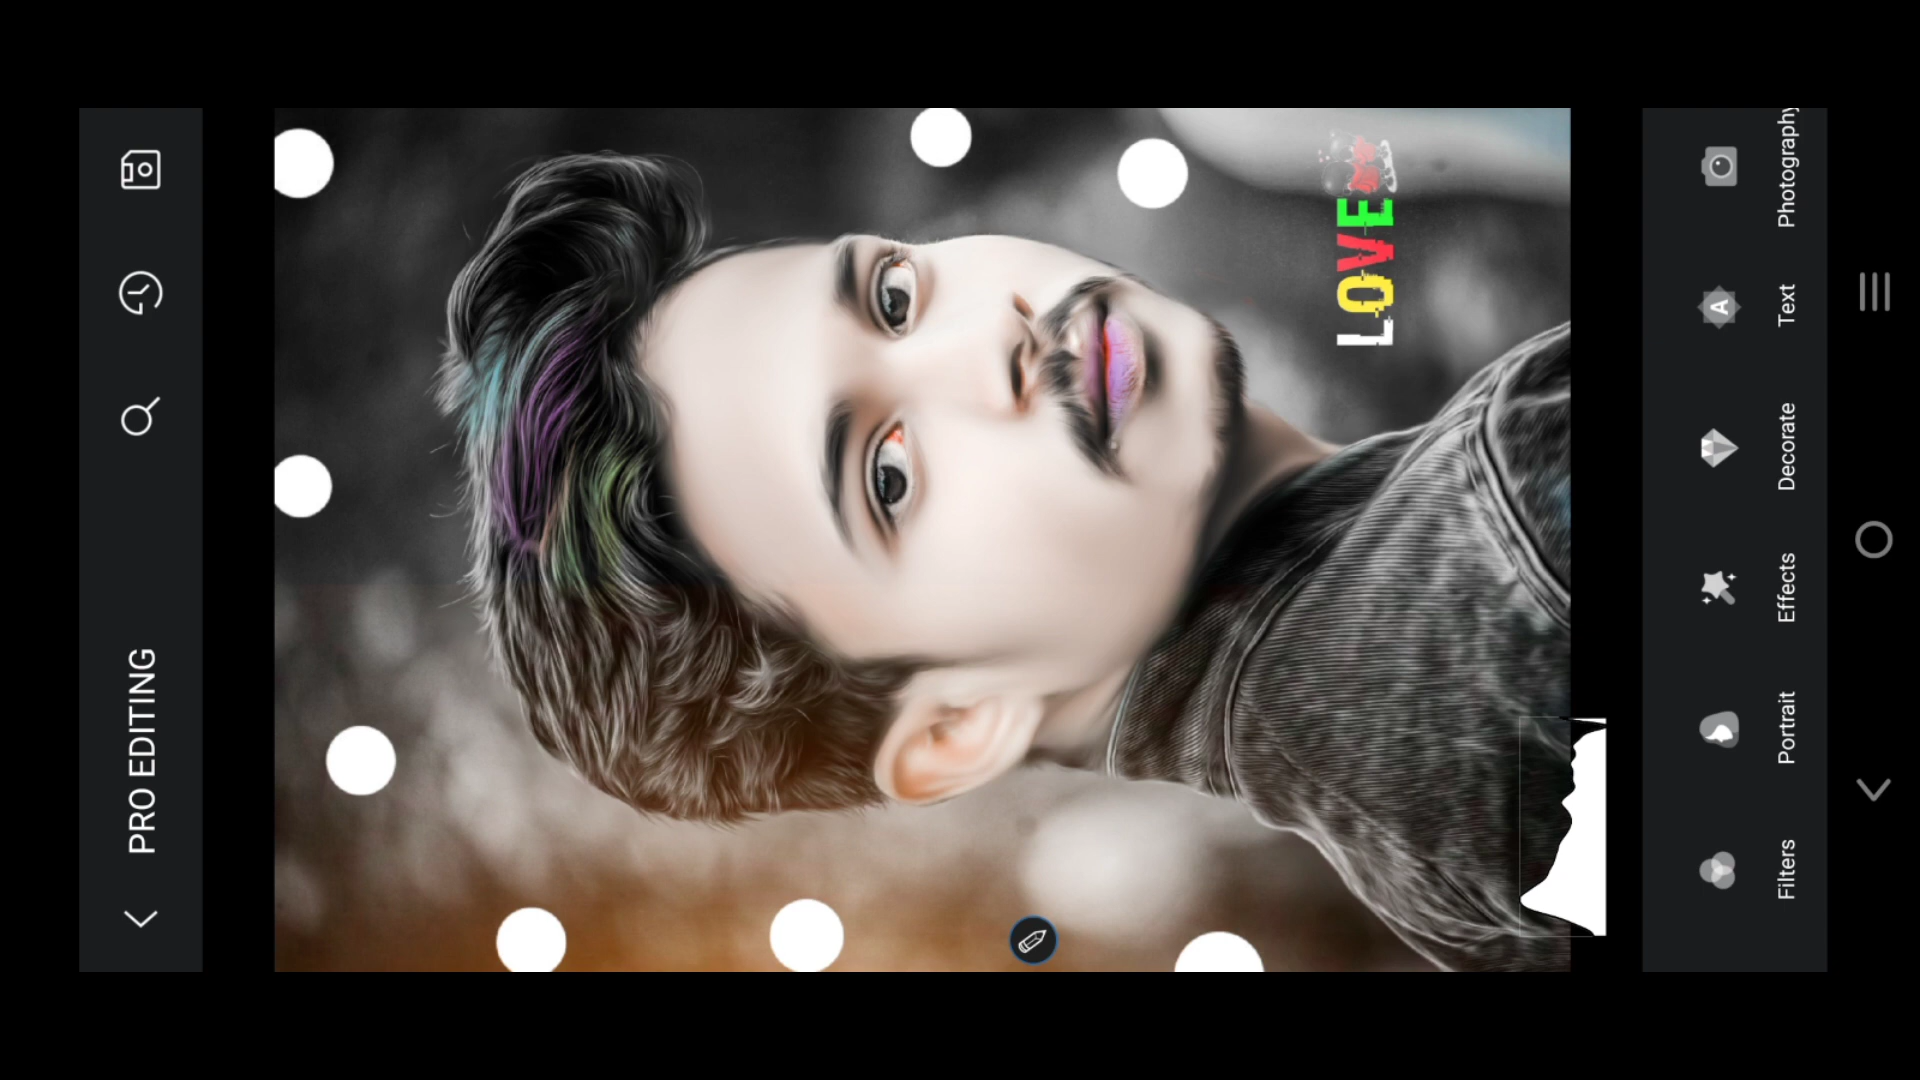 PRO EDITING
LOVE
Filters
Portrait
Effects
Decorate
Text
A
Photography